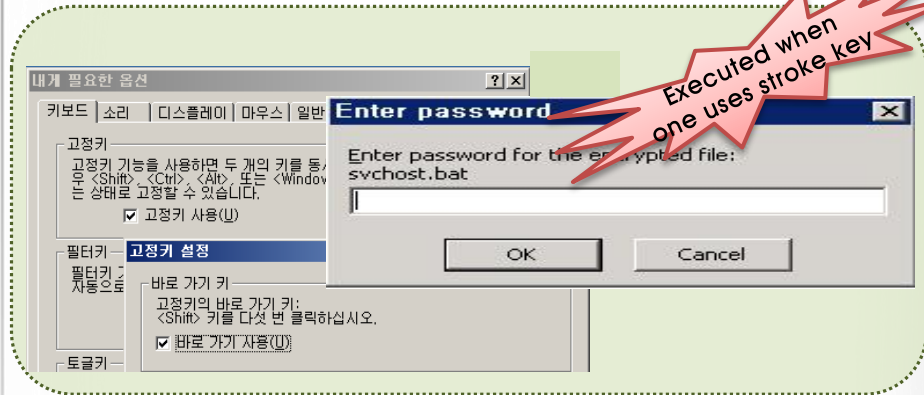 Executed when
one uses stroke key
내게 필요한 옵션
키보드 소리 디스플레이 마우스 일반
고정키
고정키 기능을 사용하면 두 개의 키를
우 <Shift>, <Ctrl>, <Alt>, 또는
는 상태로 고정할 수 있습니다.
고정키 사용(U)
필터키
필터키
자동으로
토글키
고정키 설정
바로 가기 키
고정키의 바로 가기 키:
<Shift> 키를 다섯 번 클릭하십시오.
바로 가기 사용(U)
Enter password
Enter password for the encrypted file:
svchost.bat
OK Cancel